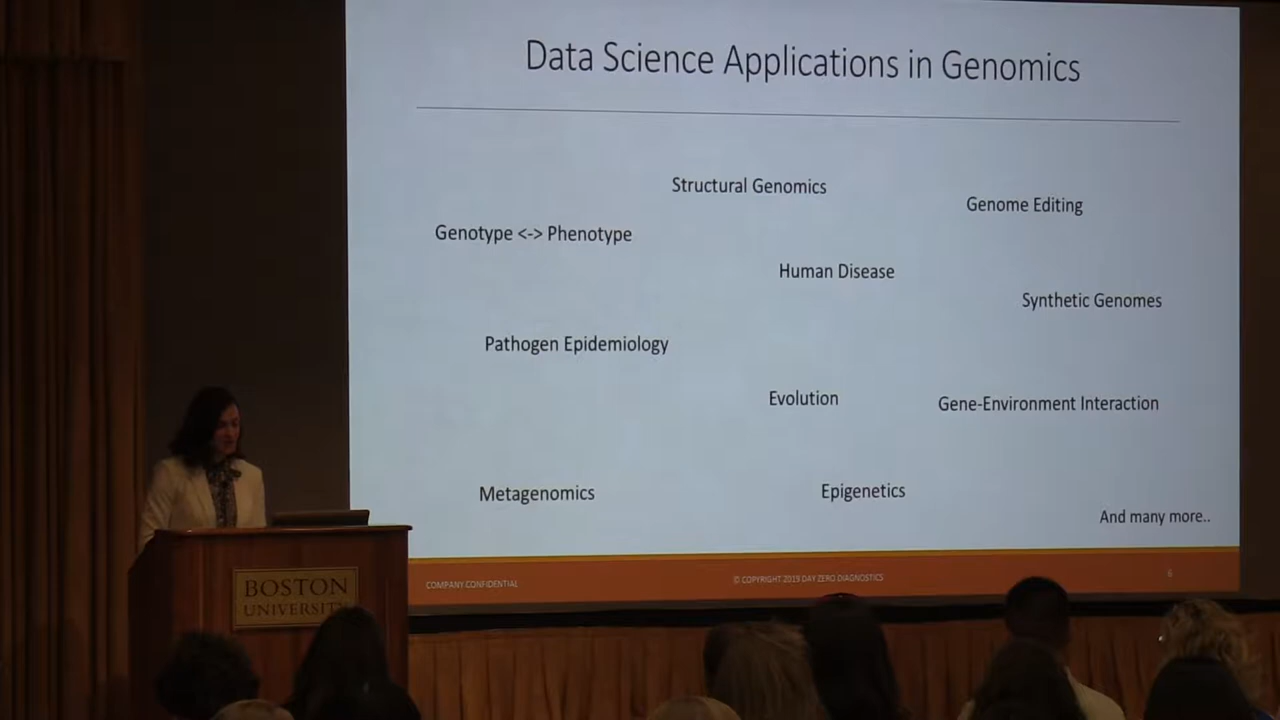 Data Science Applications in Genomics
Structural Genomics
Genome Editing
Genotype <-> Phenotype
Human Disease
Synthetic Genomes
Pathogen Epidemiology
Evolution
Gene-Environment Interaction
Metagenomics
Epigenetics
And many more..
COMPANY CONFIDENTIAL
© COPYRIGHT 2019 DAY ZERO DIAGNOSTICS
6
BOSTON
UNIVERSITY